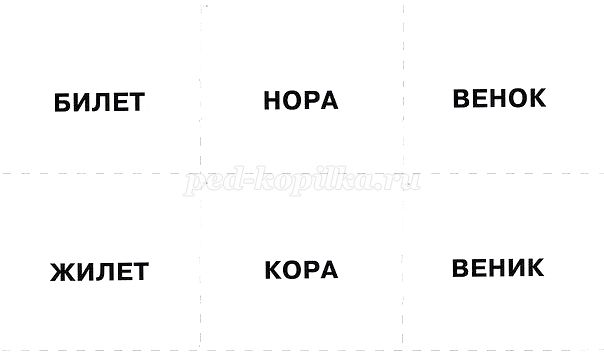 БИЛЕТ НОРА ВЕНОК
ped-kopilka.ru
ЖИЛЕТ КОРА ВЕНИК